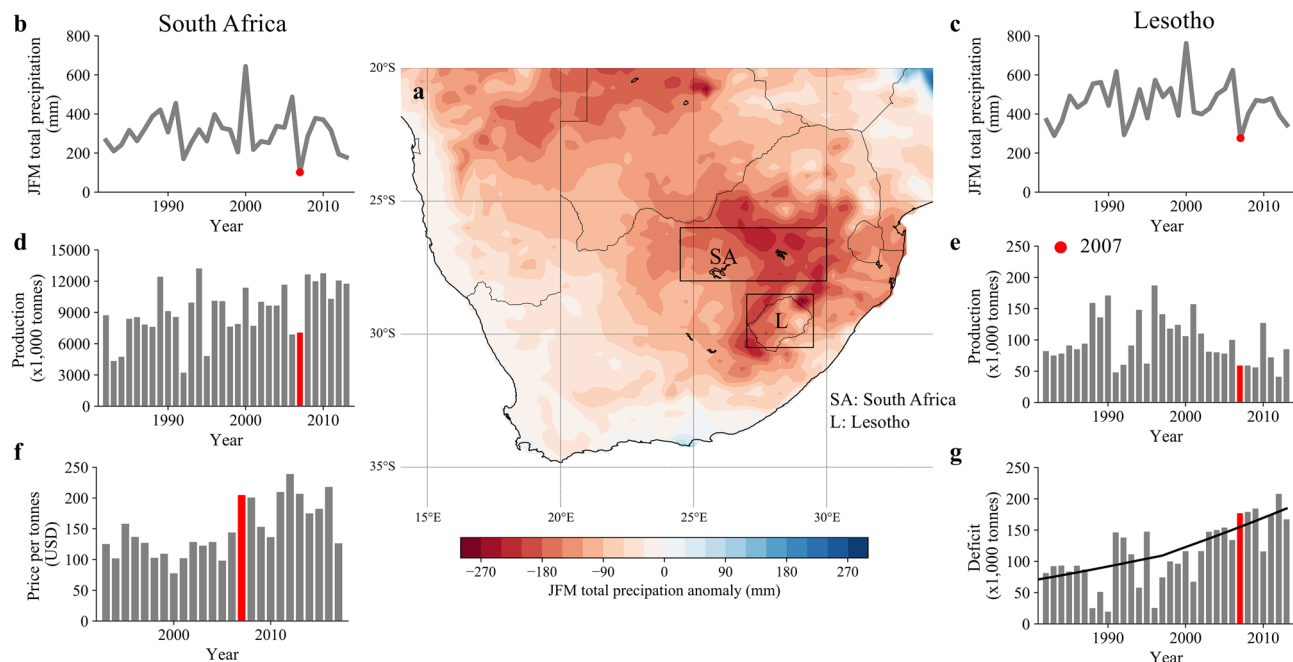 b South Africa
JFM total precipitation
(mm)
800
600
400
200
0
1990 2000 2010
Year
d
Production
(x1,000 tonnes)
15000
12000
9000
6000
3000
0
1990 2000 2010
Year
f
Price per tonnes
(USD)
250
200
150
100
50
0
2000 2010
Year
a
20°S
25°S
30°S
35°S
15°E 20°E 25°E 30°E
SA
L
SA: South Africa
L: Lesotho
−270 −180 −90 0 90 180 270
JFM total precipation anomaly (mm)
c Lesotho
JFM total precipitation
(mm)
800
600
400
200
0
1990 2000 2010
Year
e
2007
Production
(x1,000 tonnes)
250
200
150
100
50
0
1990 2000 2010
Year
g
Deficit
(x1,000 tonnes)
250
200
150
100
50
0
1990 2000 2010
Year